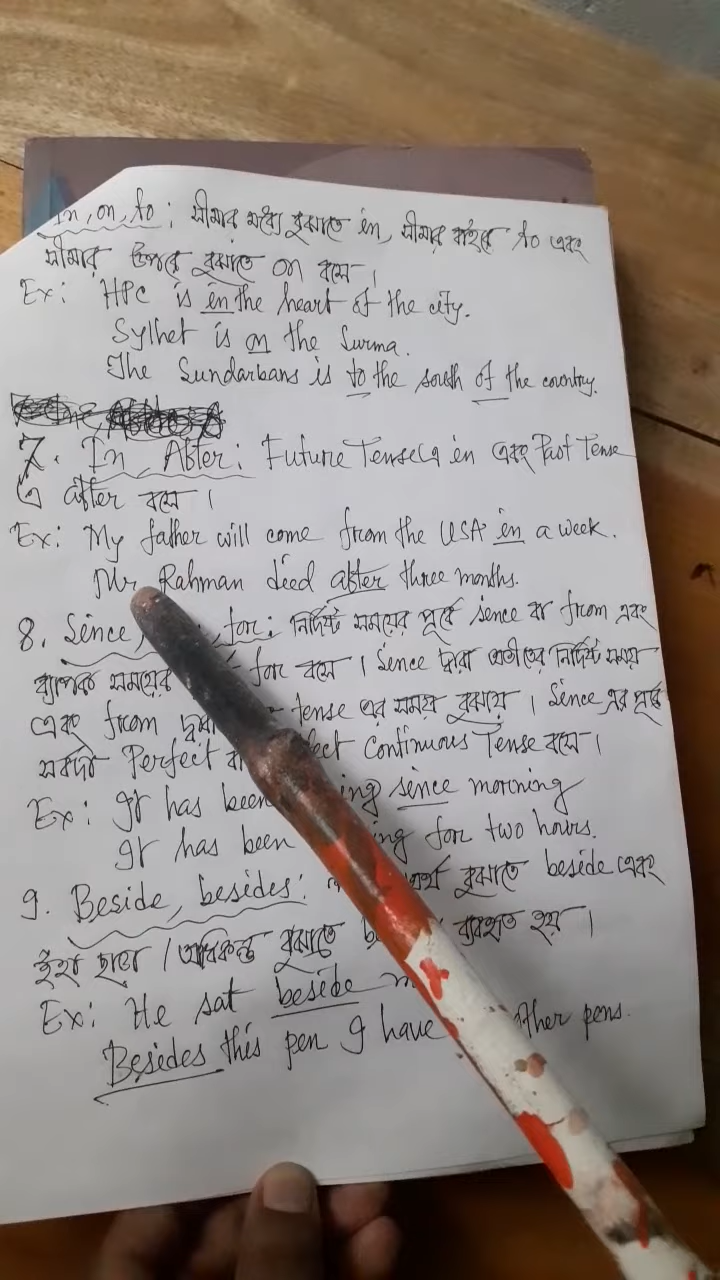 In, on, to : সীমার মধ্যে বুঝাতে in, সীমার বাইরে to এবং
সীমার উপরে বুঝাতে on বসে।
Ex: HPC is in the heart of the city.
Sylhet is on the Surma.
The Sundarbans is to the south of the country.
7. In, After: Future Tense এ in এবং Past Tense
এ after বসে।
Ex: My father will come from the USA in a week.
Mr Rahman died after three months.
8. Since, for: নির্দিষ্ট সময়ের পূর্বে since বা from এবং
ব্যাপক সময়ের for বসে। Since দ্বারা অতীতের নির্দিষ্ট সময়
এবং from tense এর সময় বুঝায়। Since এর পূর্বে
সর্বদা Perfect বা Continuous Tense বসে।
Ex: It has been since morning
It has been for two hours.
9. Beside, besides: অর্থ বুঝাতে beside এবং
ইহা ছাড়া / অধিকন্তু বুঝাতে ব্যবহৃত হয়।
Ex: He sat beside
Besides this pen I have pens.